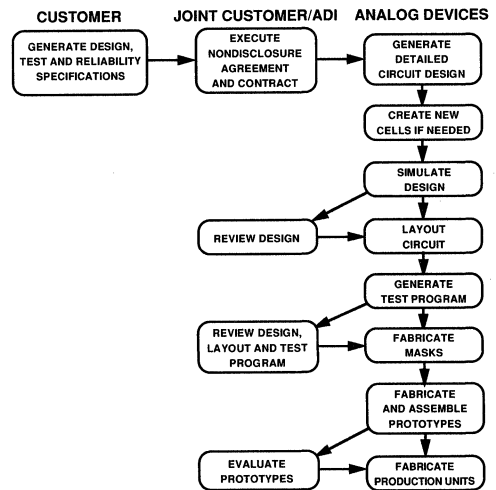 CUSTOMER
JOINT CUSTOMER/ADI
ANALOG DEVICES
GENERATE DESIGN,
TEST AND RELIABILITY
SPECIFICATIONS
EXECUTE
NONDISCLOSURE
AGREEMENT
AND CONTRACT
GENERATE
DETAILED
CIRCUIT DESIGN
CREATE NEW
CELLS IF NEEDED
SIMULATE
DESIGN
REVIEW DESIGN
LAYOUT
CIRCUIT
GENERATE
TEST PROGRAM
REVIEW DESIGN,
LAYOUT AND TEST
PROGRAM
FABRICATE
MASKS
FABRICATE
AND ASSEMBLE
PROTOTYPES
EVALUATE
PROTOTYPES
FABRICATE
PRODUCTION UNITS